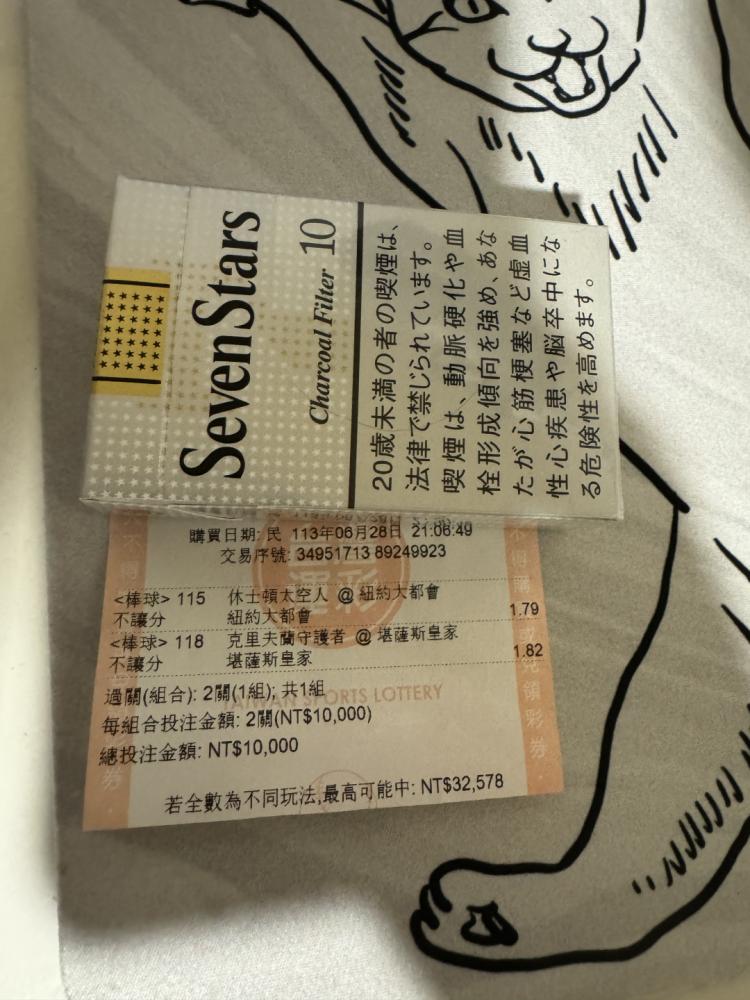 SevenStars
Charcoal Filter 10
20歳未満の者の喫煙は、
法律で禁じられています。
喫煙は、動脈硬化や血
栓形成傾向を強め、あな
たが心筋梗塞など虚血
性心疾患や脳卒中にな
る危険性を高めます。
購買日期: 民 113年06月28日 21:06:49
交易序號: 34951713 89249923
<棒球> 115 休士頓太空人 @ 紐約大都會
不讓分 紐約大都會 1.79
<棒球> 118 克里夫蘭守護者 @ 堪薩斯皇家
不讓分 堪薩斯皇家 1.82
過關(組合): 2關(1組); 共1組
TAIWAN SPORTS LOTTERY
每組合投注金額: 2關(NT$10,000)
總投注金額: NT$10,000
若全數為不同玩法,最高可能中: NT$32,578